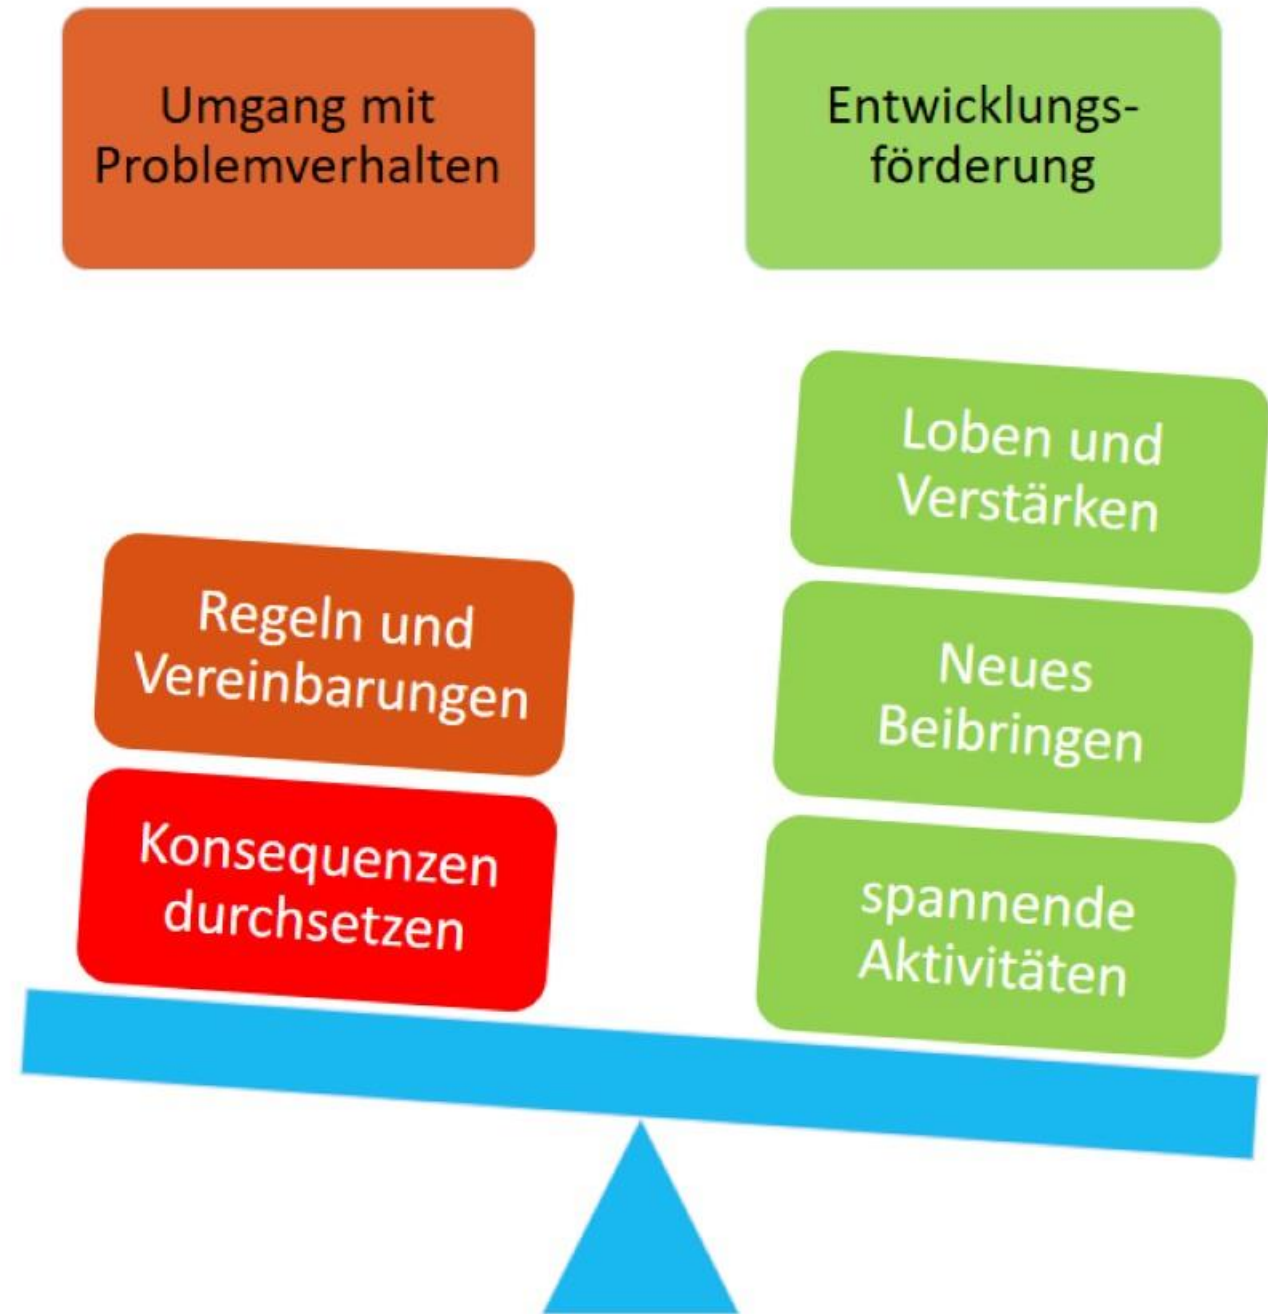 Umgang mit
Problemverhalten
Entwicklungs-
förderung
Loben und
Verstärken
Regeln und
Vereinbarungen
Neues
Beibringen
Konsequenzen
durchsetzen
spannende
Aktivitäten